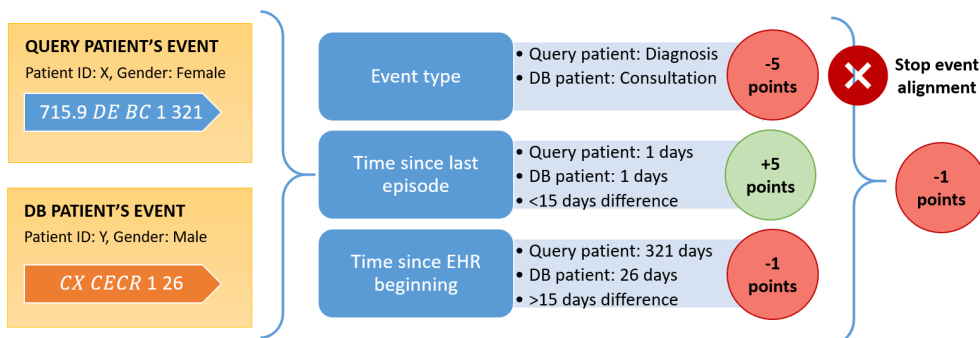 QUERY PATIENT'S EVENT
Patient ID: X, Gender: Female
715.9 DE BC 1 321
DB PATIENT'S EVENT
Patient ID: Y, Gender: Male
CX CECR 1 26
Event type
• Query patient: Diagnosis
• DB patient: Consultation
-5
points
Stop event
alignment
Time since last
episode
• Query patient: 1 days
• DB patient: 1 days
• <15 days difference
+5
points
Time since EHR
beginning
• Query patient: 321 days
• DB patient: 26 days
• >15 days difference
-1
points
-1
points